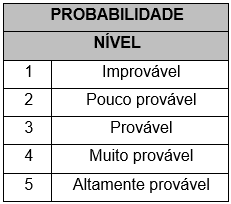 PROBABILIDADE
NÍVEL
1 Improvável
2 Pouco provável
3 Provável
4 Muito provável
5 Altamente provável